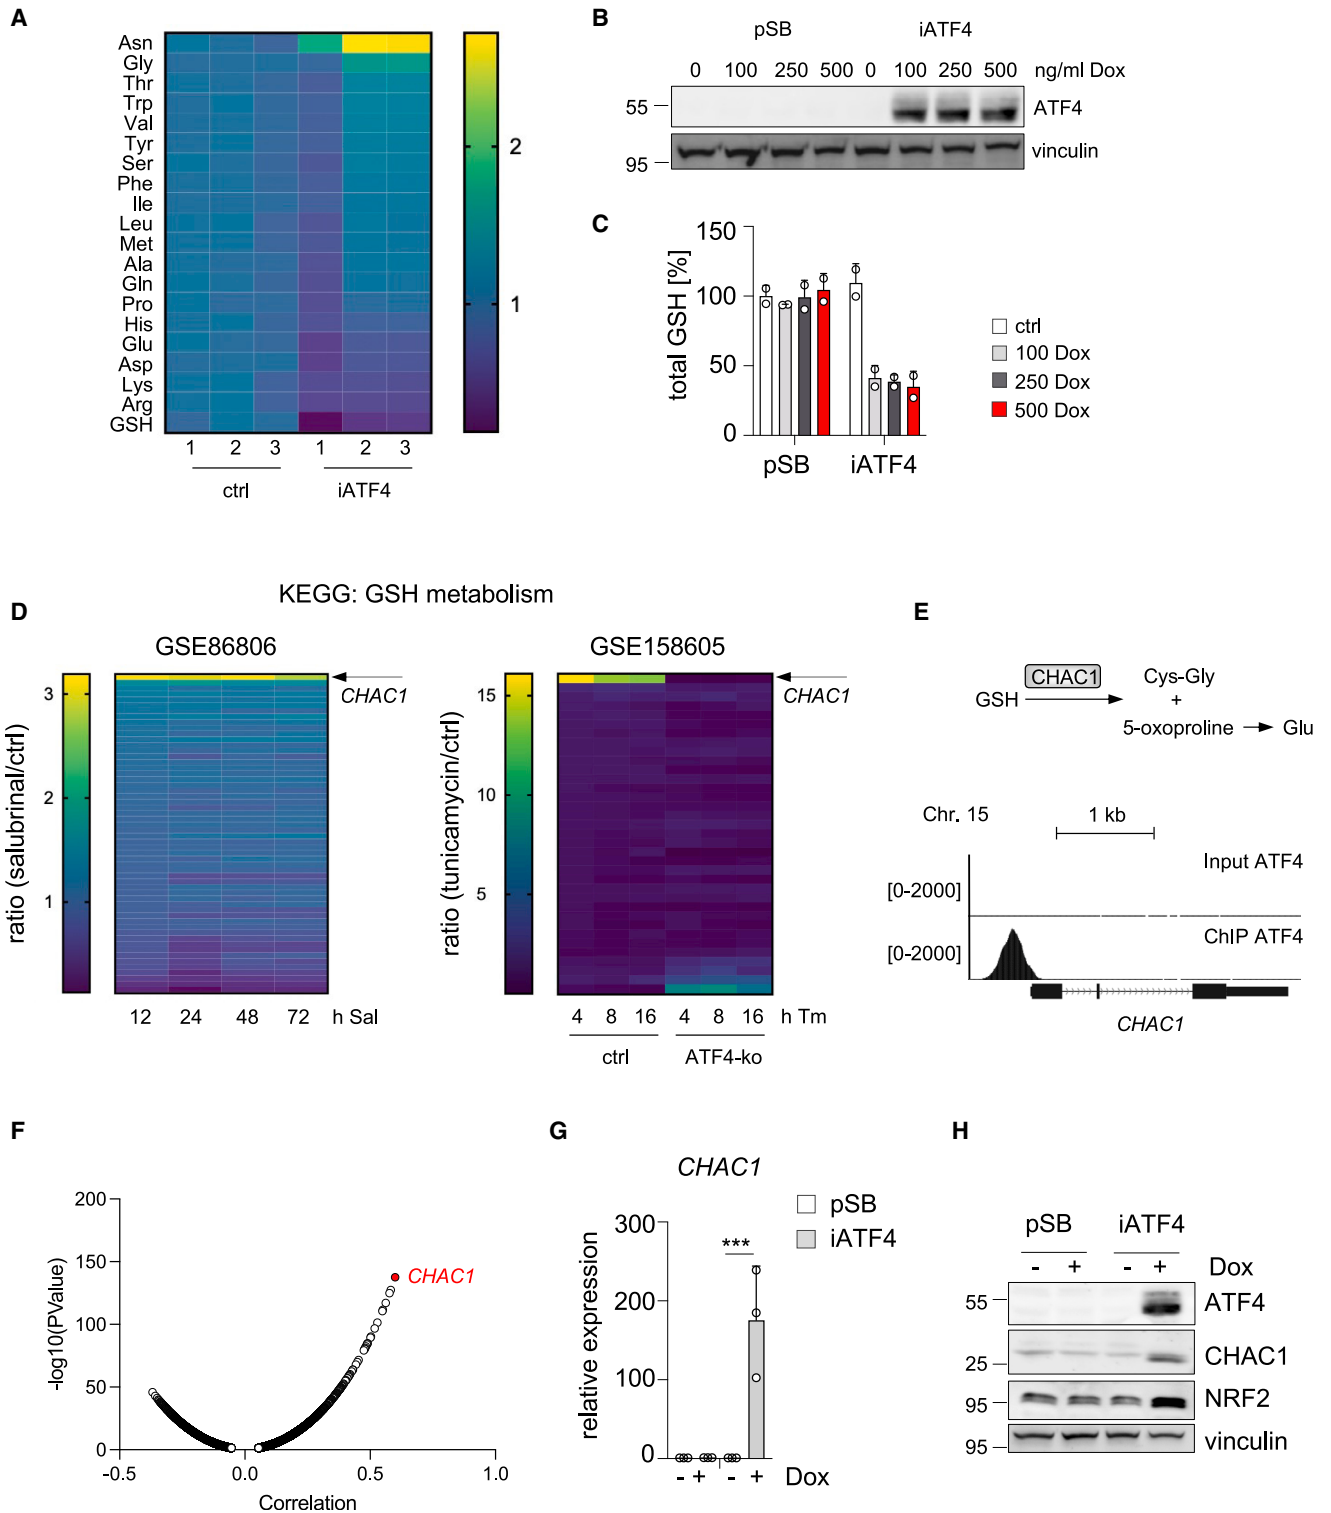 A
Asn
Gly
Thr
Trp
Val
Tyr
Ser
Phe
Ile
Leu
Met
Ala
Gln
Pro
His
Glu
Asp
Lys
Arg
GSH
2
1
1 2 3 1 2 3
ctrl iATF4
B
pSB iATF4
0 100 250 500 0 100 250 500 ng/ml Dox
55 ATF4
95 vinculin
C
total GSH [%]
150
100
50
0
pSB iATF4
ctrl
100 Dox
250 Dox
500 Dox
KEGG: GSH metabolism
D
GSE86806
ratio (salubrinal/ctrl)
3
2
1
CHAC1
12 24 48 72 h Sal
GSE158605
ratio (tunicamycin/ctrl)
15
10
5
CHAC1
4 8 16 4 8 16 h Tm
ctrl ATF4-ko
E
GSH CHAC1 Cys-Gly
+
5-oxoproline Glu
Chr. 15 1 kb
Input ATF4
[0-2000]
ChIP ATF4
[0-2000]
CHAC1
F
-log10(PValue)
200
150
100
50
0
CHAC1
-0.5 0.0 0.5 1.0
Correlation
G
CHAC1
pSB
iATF4
relative expression
300
200
100
0
***
- + - + Dox
H
pSB iATF4
- + - + Dox
55 ATF4
25 CHAC1
95 NRF2
95 vinculin